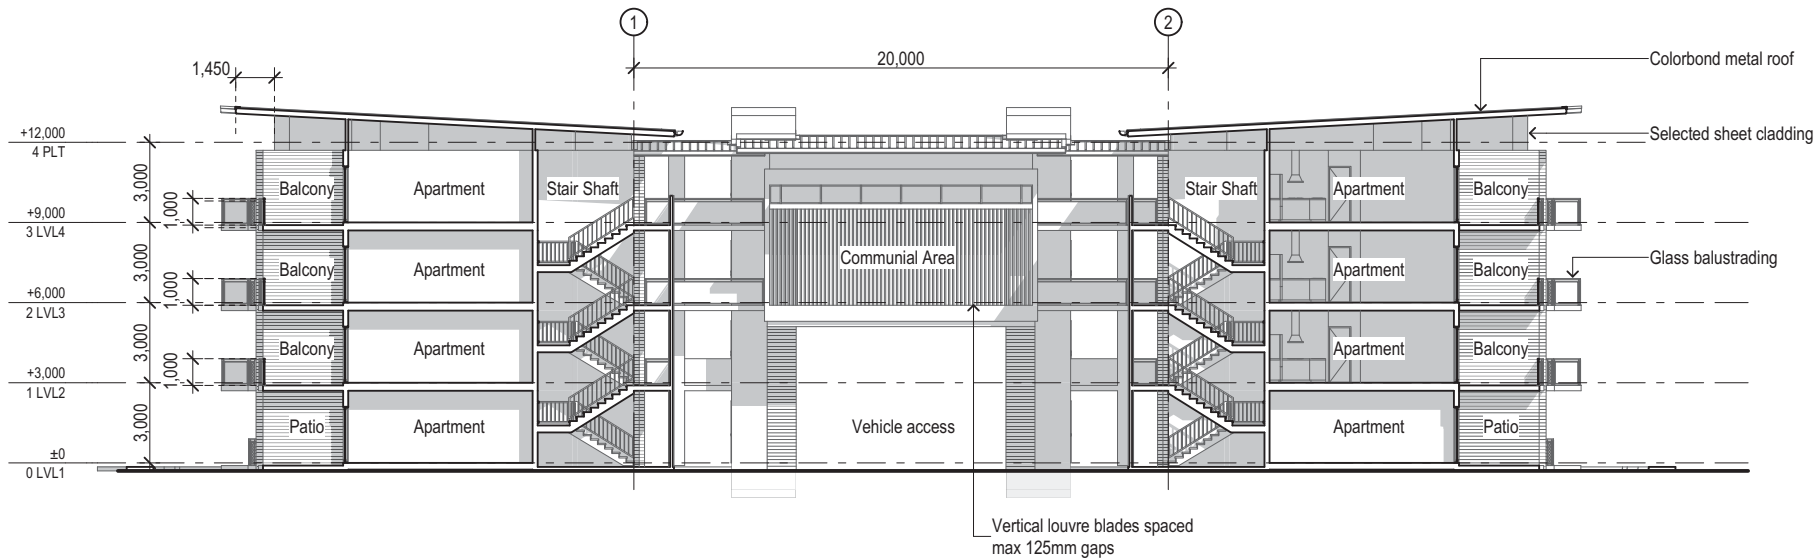 1
2
20,000
1,450
Colorbond metal roof
+12,000
4 PLT
Selected sheet cladding
3,000
1,000
Balcony
Apartment
Stair Shaft
Stair Shaft
Apartment
Balcony
+9,000
3 LVL4
3,000
1,000
Balcony
Apartment
Communial Area
Apartment
Balcony
Glass balustrading
+6,000
2 LVL3
3,000
1,000
Balcony
Apartment
Apartment
Balcony
+3,000
1 LVL2
3,000
Patio
Apartment
Vehicle access
Apartment
Patio
±0
0 LVL1
Vertical louvre blades spaced
max 125mm gaps